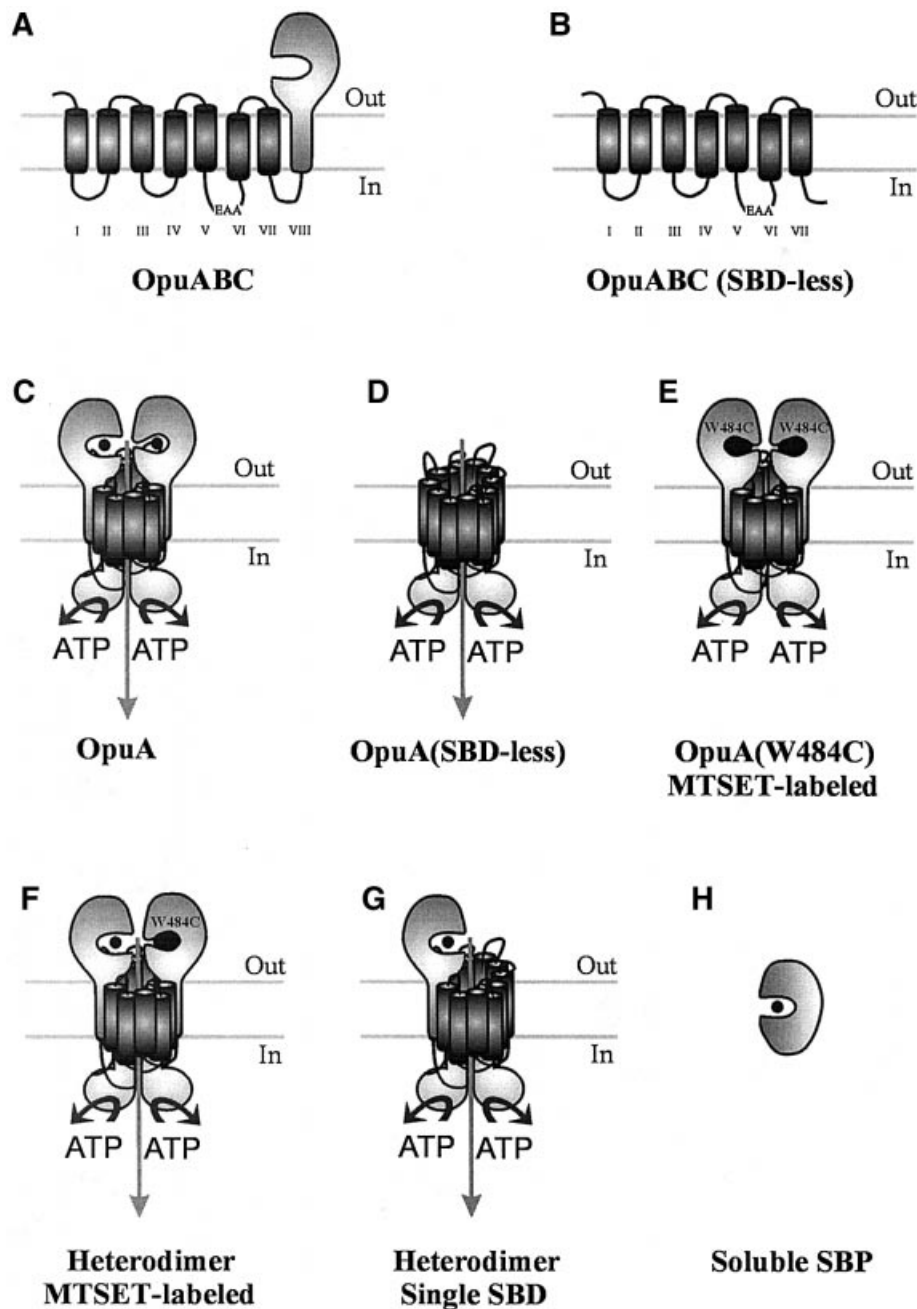 A
B
Out
In
EAA
I II III IV V VI VII VIII
OpuABC
Out
In
EAA
I II III IV V VI VII
OpuABC (SBD-less)
C
D
E
Out
In
ATP ATP
OpuA
Out
In
ATP ATP
OpuA(SBD-less)
W484C W484C
Out
In
ATP ATP
OpuA(W484C)
MTSET-labeled
F
G
H
W484C
Out
In
ATP ATP
Heterodimer
MTSET-labeled
Out
In
ATP ATP
Heterodimer
Single SBD
Soluble SBP